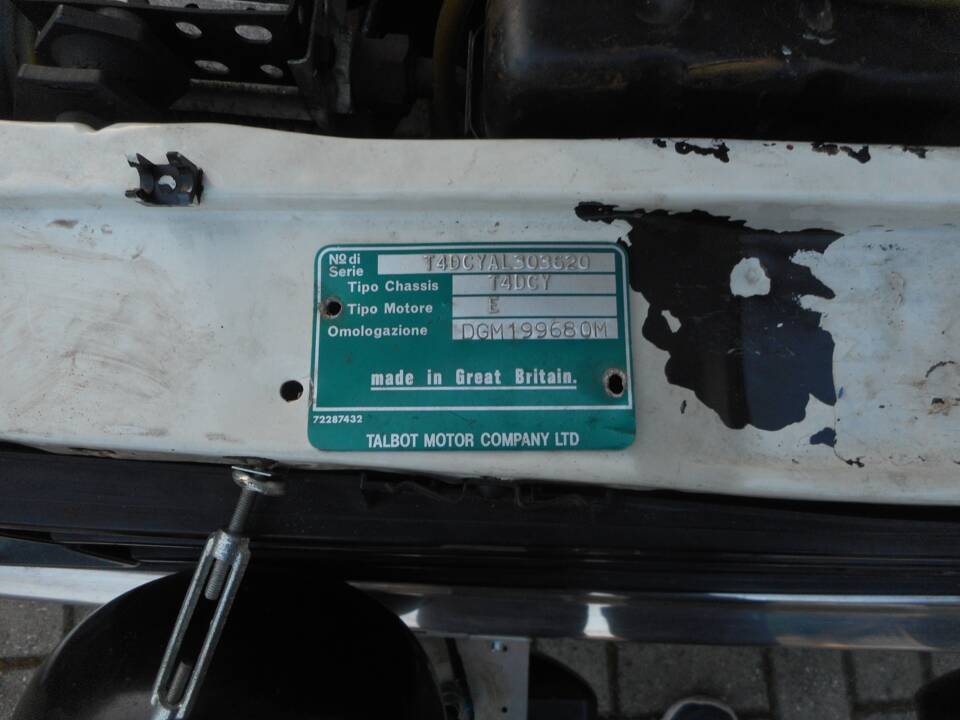 Nº di Serie T4DCYAL303620
Tipo Chassis T4DCY
Tipo Motore E
Omologazione DGM19968OM
made in Great Britain.
72287432
TALBOT MOTOR COMPANY LTD